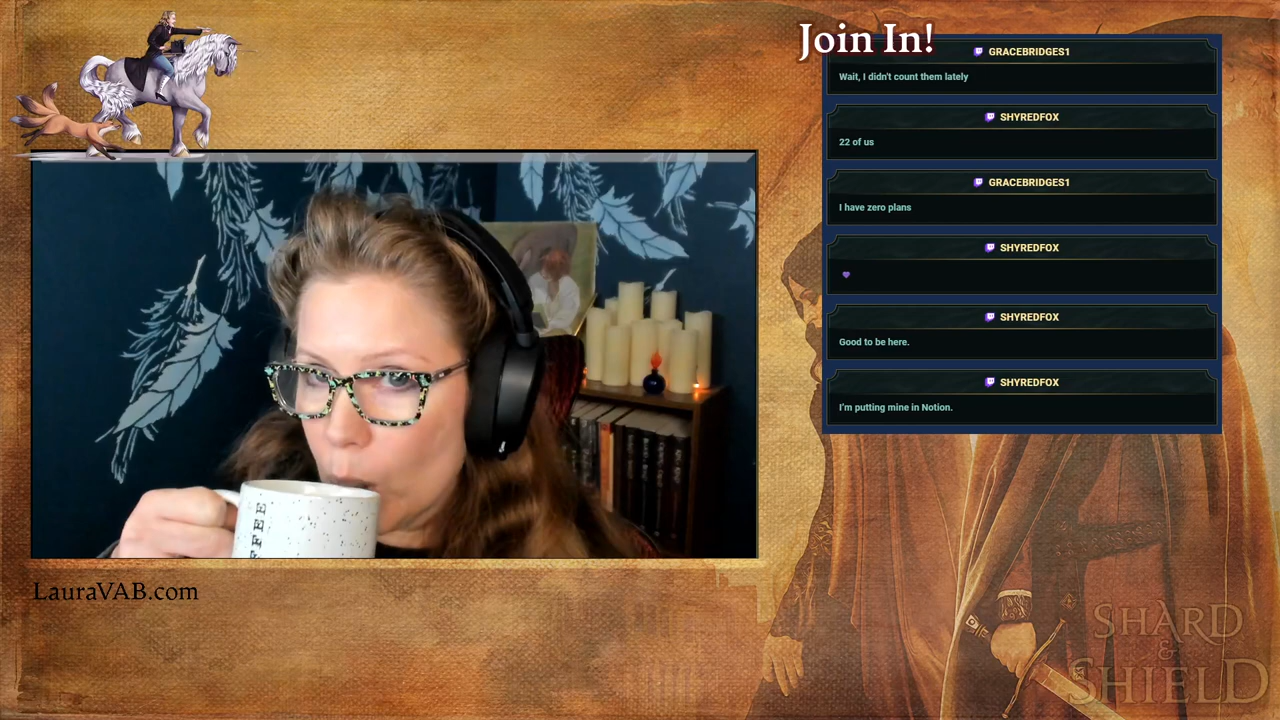 Join In!
GRACEBRIDGES1
Wait, I didn't count them lately
SHYREDFOX
22 of us
GRACEBRIDGES1
I have zero plans
SHYREDFOX
SHYREDFOX
Good to be here.
SHYREDFOX
I'm putting mine in Notion.
FFEE
LauraVAB.com
SHARD
&
SHIELD